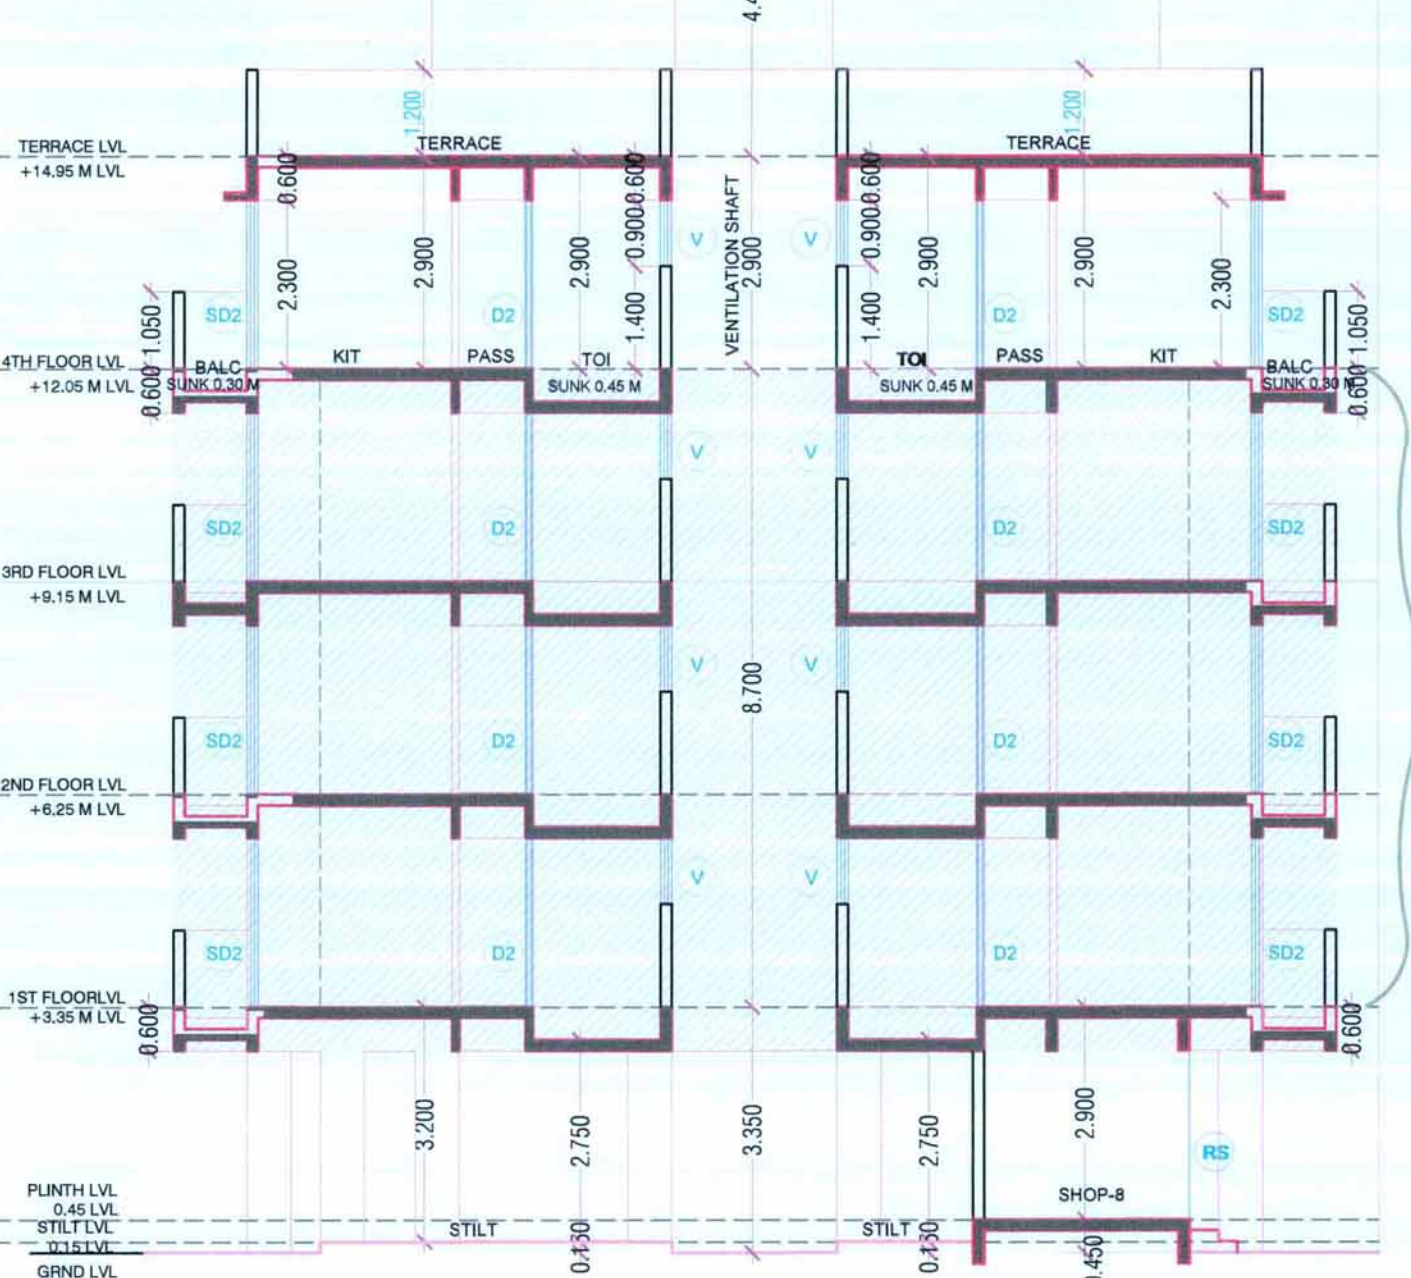 4.4
1.200
1.200
TERRACE LVL
TERRACE
TERRACE
+14.95 M LVL
0.600
0.600
0.600
VENTILATION SHAFT
V
V
0.900
0.900
2.300
2.900
2.900
2.900
2.900
2.900
2.300
1.050
SD2
D2
1.400
1.400
D2
SD2
1.050
4TH FLOOR LVL
BALC
KIT
PASS
TOI
TOI
PASS
KIT
BALC
+12.05 M LVL
0.600
SUNK 0.30 M
SUNK 0.45 M
SUNK 0.45 M
SUNK 0.30 M
0.600
V
V
SD2
D2
D2
SD2
3RD FLOOR LVL
+9.15 M LVL
V
V
8.700
SD2
D2
D2
SD2
2ND FLOOR LVL
+6.25 M LVL
V
V
SD2
D2
D2
SD2
1ST FLOORLVL
+3.35 M LVL
0.600
0.600
3.200
2.750
3.350
2.750
2.900
RS
PLINTH LVL
SHOP-8
0.45 LVL
STILT LVL
STILT
STILT
0.15 LVL
0.450
GRND LVL